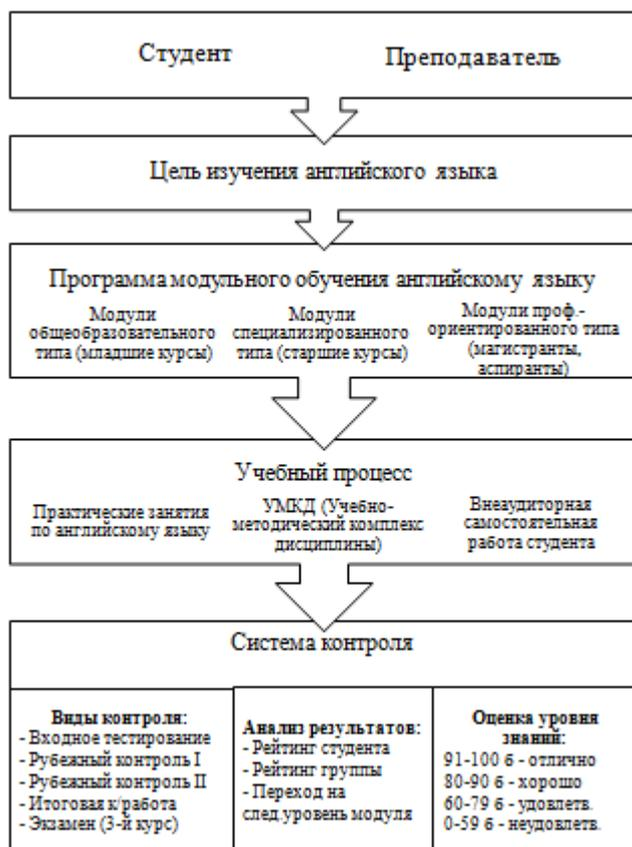 Студент
Преподаватель
Цель изучения английского языка
Программа модульного обучения английскому языку
Модули
общеобразовательного
типа (младшие курсы)
Модули
специализированного
типа (старшие курсы)
Модули проф.-
ориентированного типа
(магистранты,
аспиранты)
Учебный процесс
Практические занятия
по английскому языку
УМКД (Учебно-
методический комплекс
дисциплины)
Внеаудиторная
самостоятельная
работа студента
Система контроля
Виды контроля:
- Входное тестирование
- Рубежный контроль I
- Рубежный контроль II
- Итоговая к/работа
- Экзамен (3-й курс)
Анализ результатов:
- Рейтинг студента
- Рейтинг группы
- Переход на
след.уровень модуля
Оценка уровня
знаний:
91-100 б - отлично
80-90 б - хорошо
60-79 б - удовлетв.
0-59 б - неудовлетв.